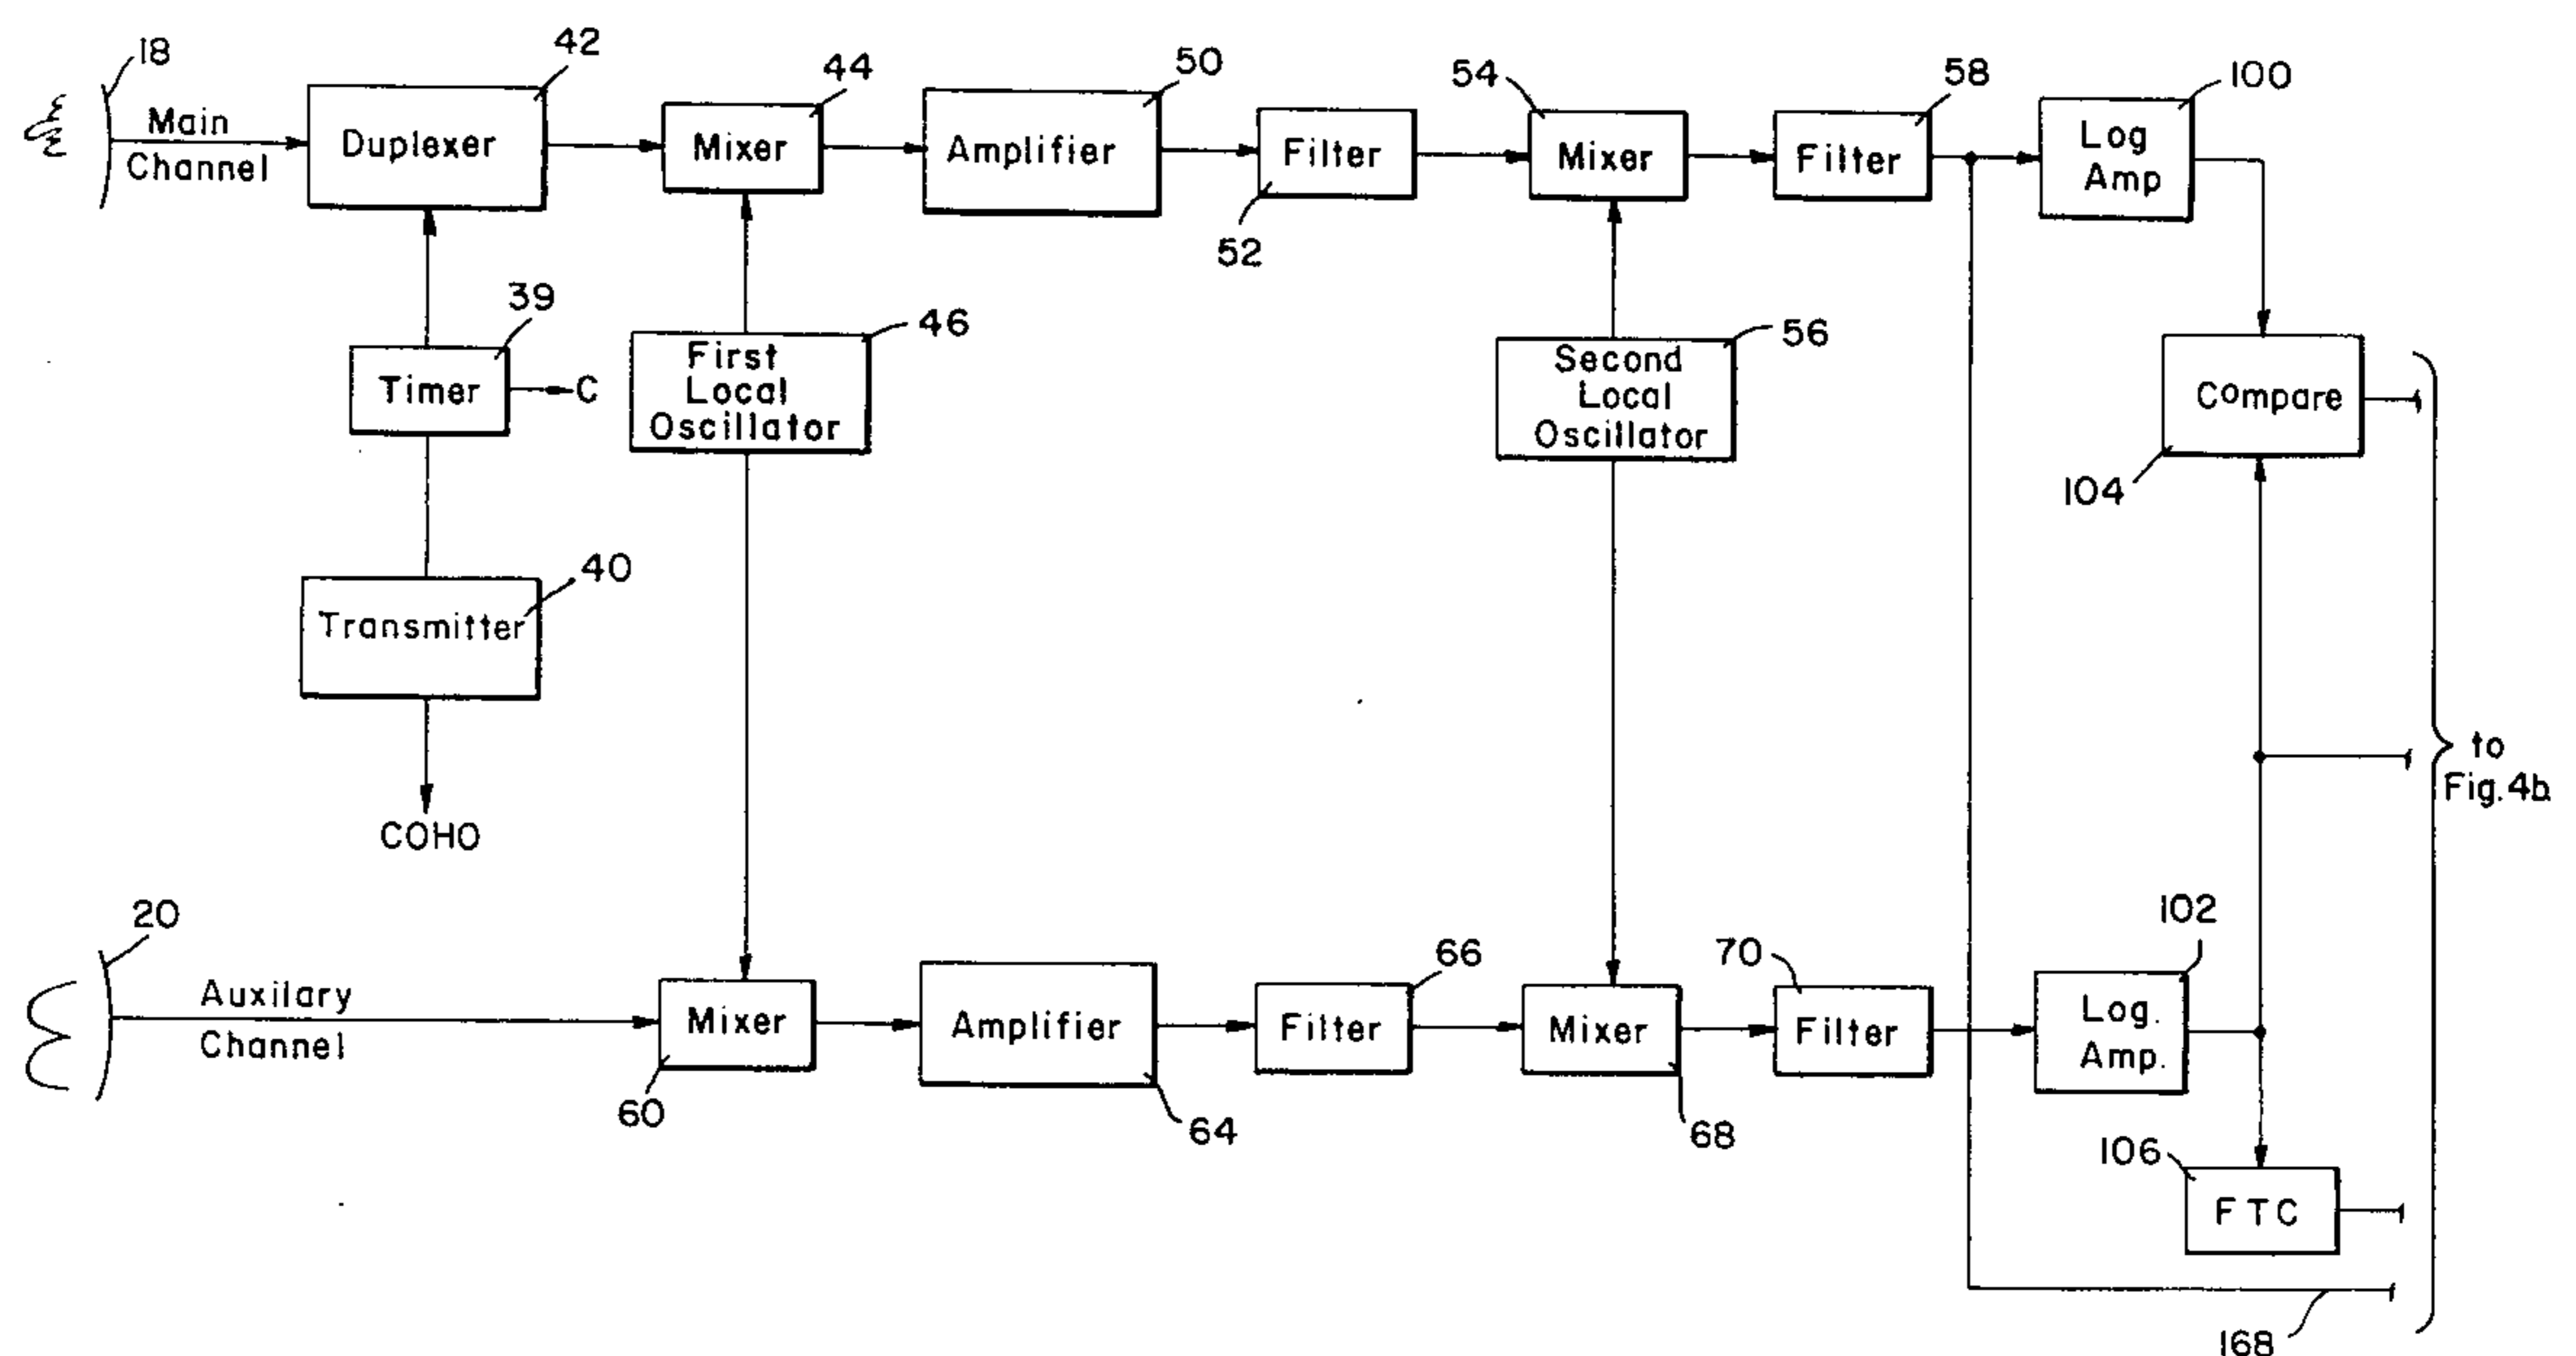 18
Main
Channel
42
Duplexer
44
Mixer
50
Amplifier
52
Filter
54
Mixer
58
Filter
100
Log
Amp
39
Timer
C
46
First
Local
Oscillator
56
Second
Local
Oscillator
Compare
104
40
Transmitter
COHO
to
Fig. 4b
20
Auxilary
Channel
Mixer
60
Amplifier
64
66
Filter
Mixer
68
70
Filter
102
Log.
Amp.
106
FTC
168